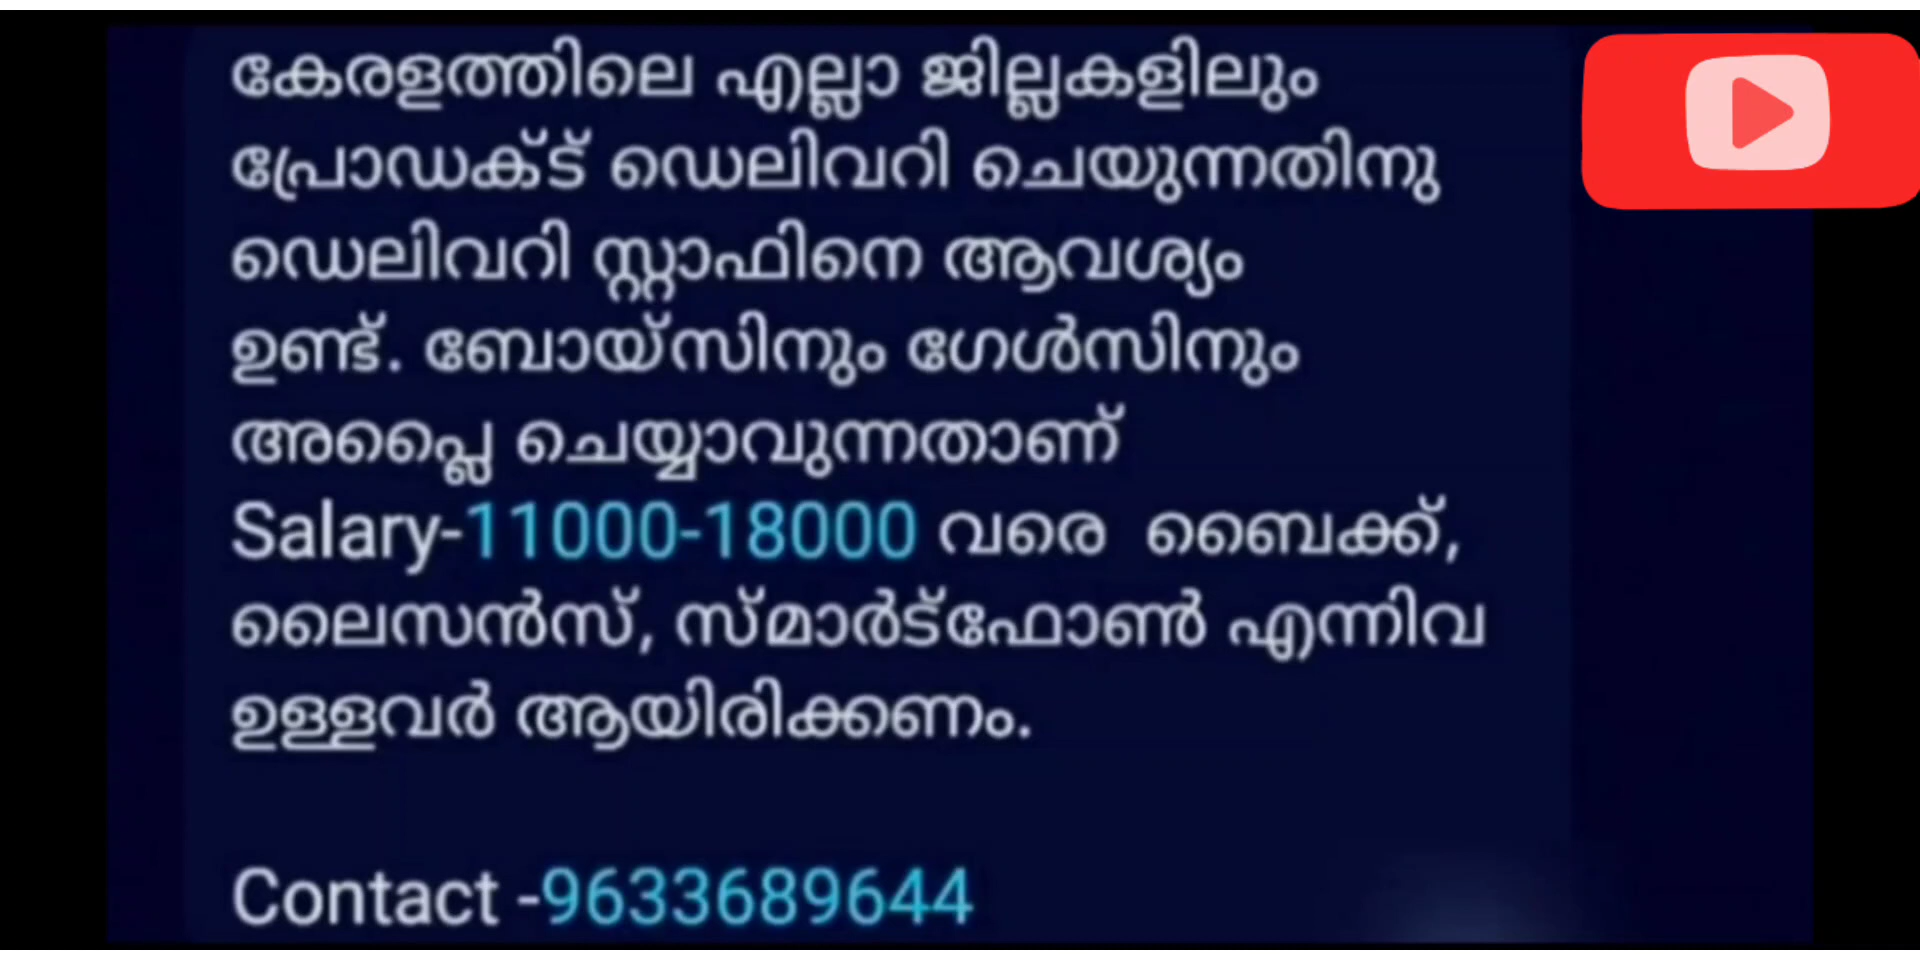 കേരളത്തിലെ എല്ലാ ജില്ലകളിലും
പ്രോഡക്ട് ഡെലിവറി ചെയുന്നതിനു
ഡെലിവറി സ്റ്റാഫിനെ ആവശ്യം
ഉണ്ട്. ബോയ്സിനും ഗേൾസിനും
അപ്ലൈ ചെയ്യാവുന്നതാണ്
Salary-11000-18000 വരെ ബൈക്ക്,
ലൈസൻസ്, സ്മാർട്ഫോൺ എന്നിവ
ഉള്ളവർ ആയിരിക്കണം.
Contact -9633689644